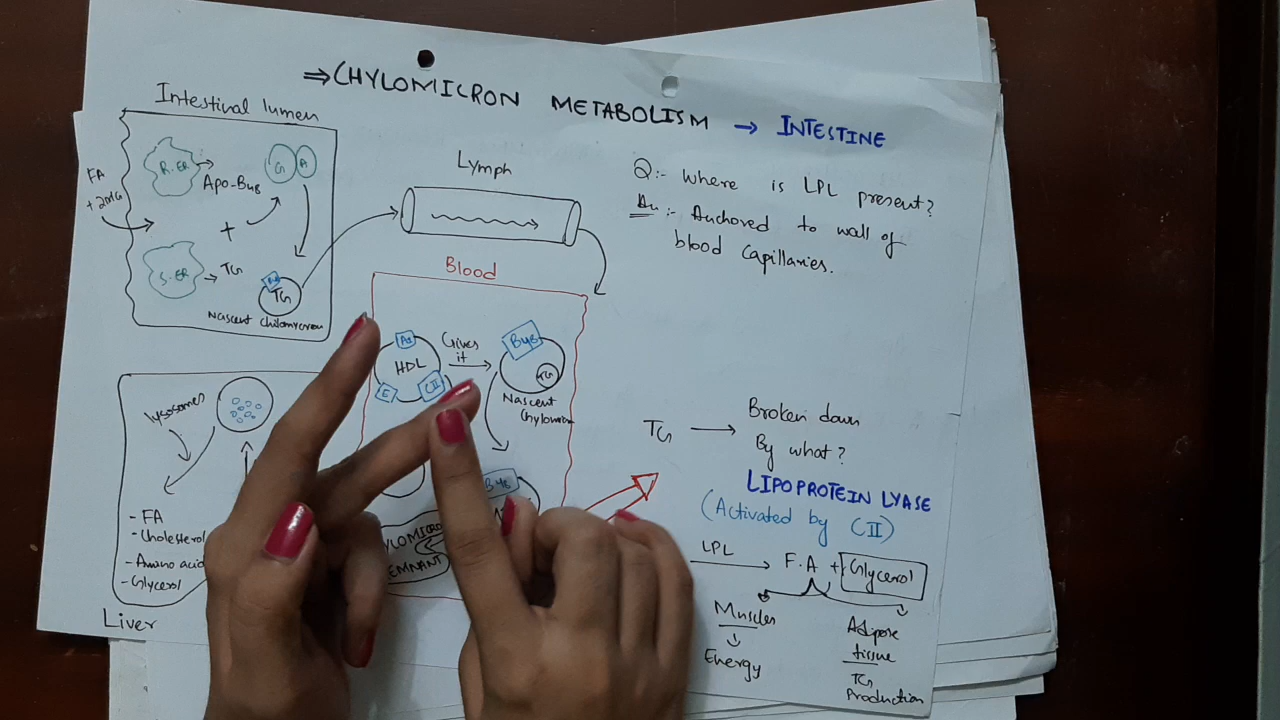 ⇒ CHYLOMICRON METABOLISM → INTESTINE
Intestinal lumen
FA
+ 2MG
R.ER
Apo-B48
G A
+
S.ER → TG
TG
Nascent Chilomycron
Lymph
Q:- Where is LPL present?
An:- Anchored to wall of
blood Capillaries.
Blood
HDL
E
CII
Gives
it
B48
TG
Nascent
Chylomicron
B48
REMNANT
lysosomes
- FA
- Cholesterol
- Amino acid
- Glycerol
Liver
TG → Broken down
By what?
LIPOPROTEIN LYASE
(Activated by CII)
LPL → F.A + Glycerol
Muscles
Energy
Adipose
tissue
TG
Production